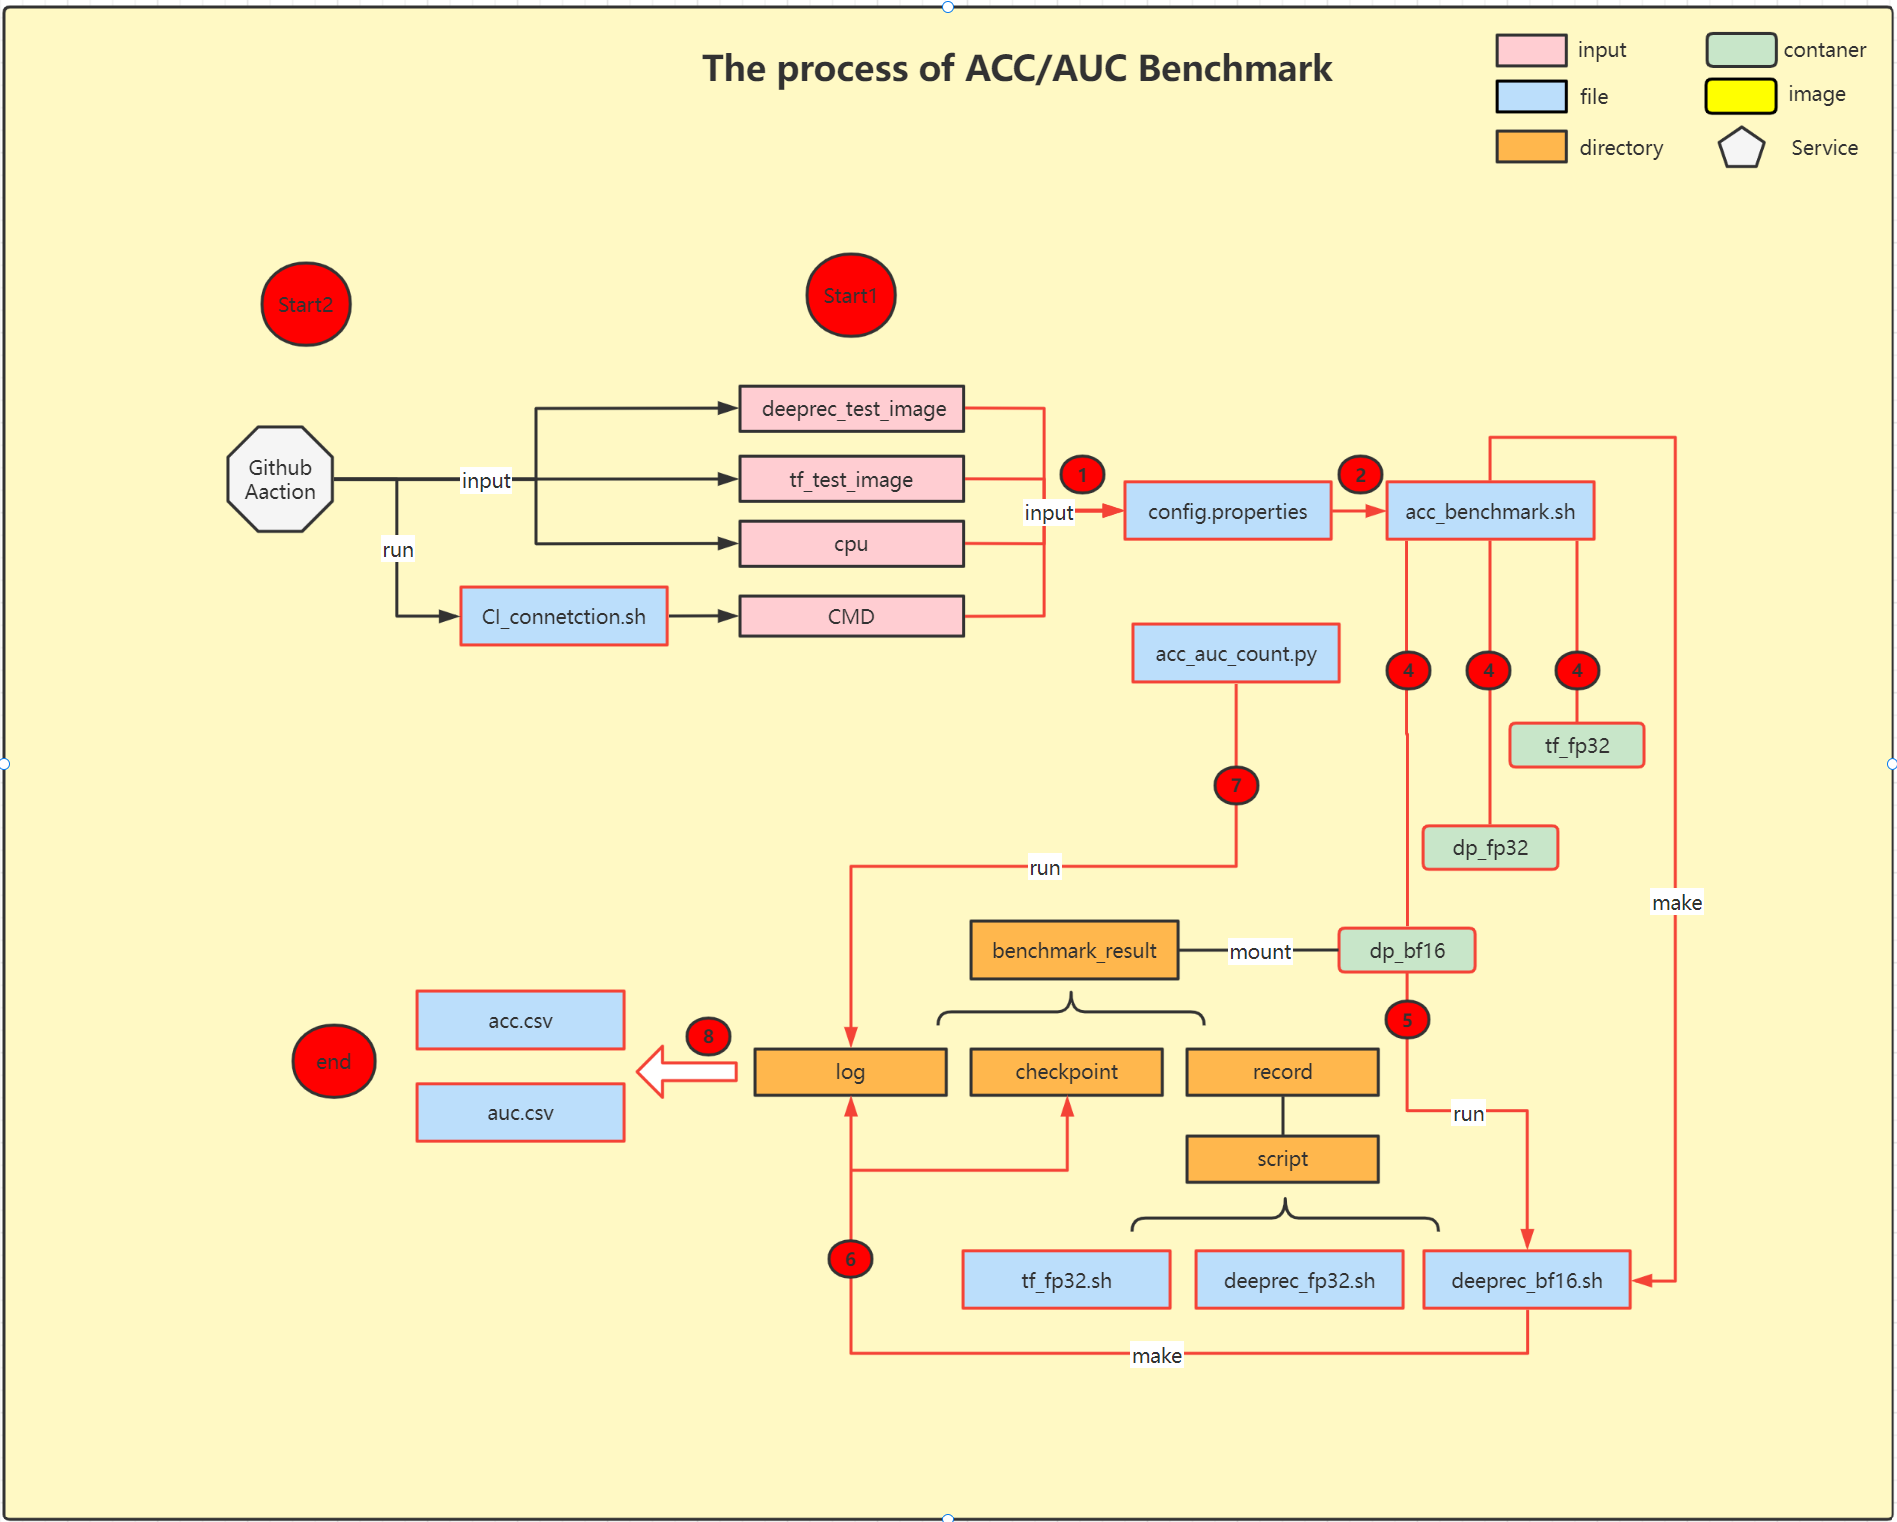 The process of ACC/AUC Benchmark
input
contaner
file
image
directory
Service
Start2
Start1
Github
Aaction
input
run
deeprec_test_image
tf_test_image
cpu
CI_connetction.sh
CMD
1
input
config.properties
2
acc_benchmark.sh
acc_auc_count.py
4
4
4
tf_fp32
7
dp_fp32
run
make
benchmark_result
mount
dp_bf16
acc.csv
5
end
8
log
checkpoint
record
auc.csv
run
script
6
tf_fp32.sh
deeprec_fp32.sh
deeprec_bf16.sh
make